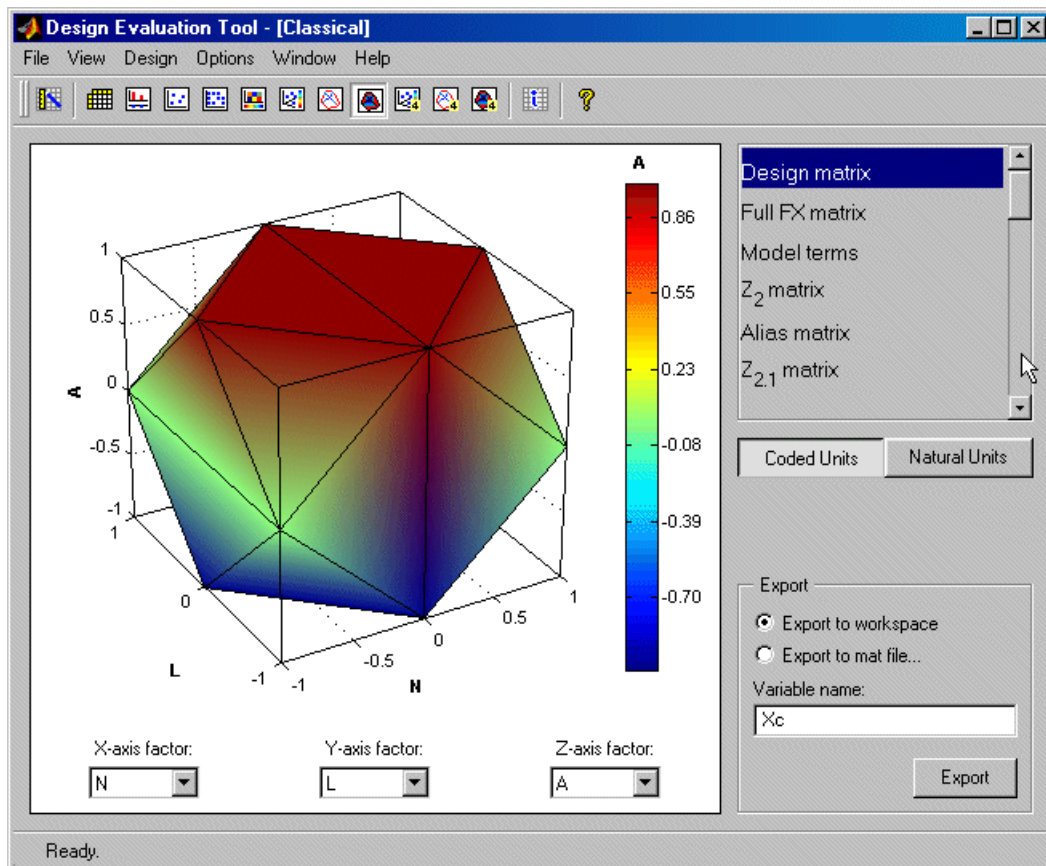 Design Evaluation Tool - [Classical]
File View Design Options Window Help
4 4 4 i ?
A
1
0.5
0
-0.5
-1
A
1
0
-1
L
-1
-0.5
0
0.5
1
N
0.86
0.55
0.23
-0.08
-0.39
-0.70
X-axis factor:
N
Y-axis factor:
L
Z-axis factor:
A
Design matrix
Full FX matrix
Model terms
Z2 matrix
Alias matrix
Z2.1 matrix
Coded Units
Natural Units
Export
Export to workspace
Export to mat file...
Variable name:
Xc
Export
Ready.